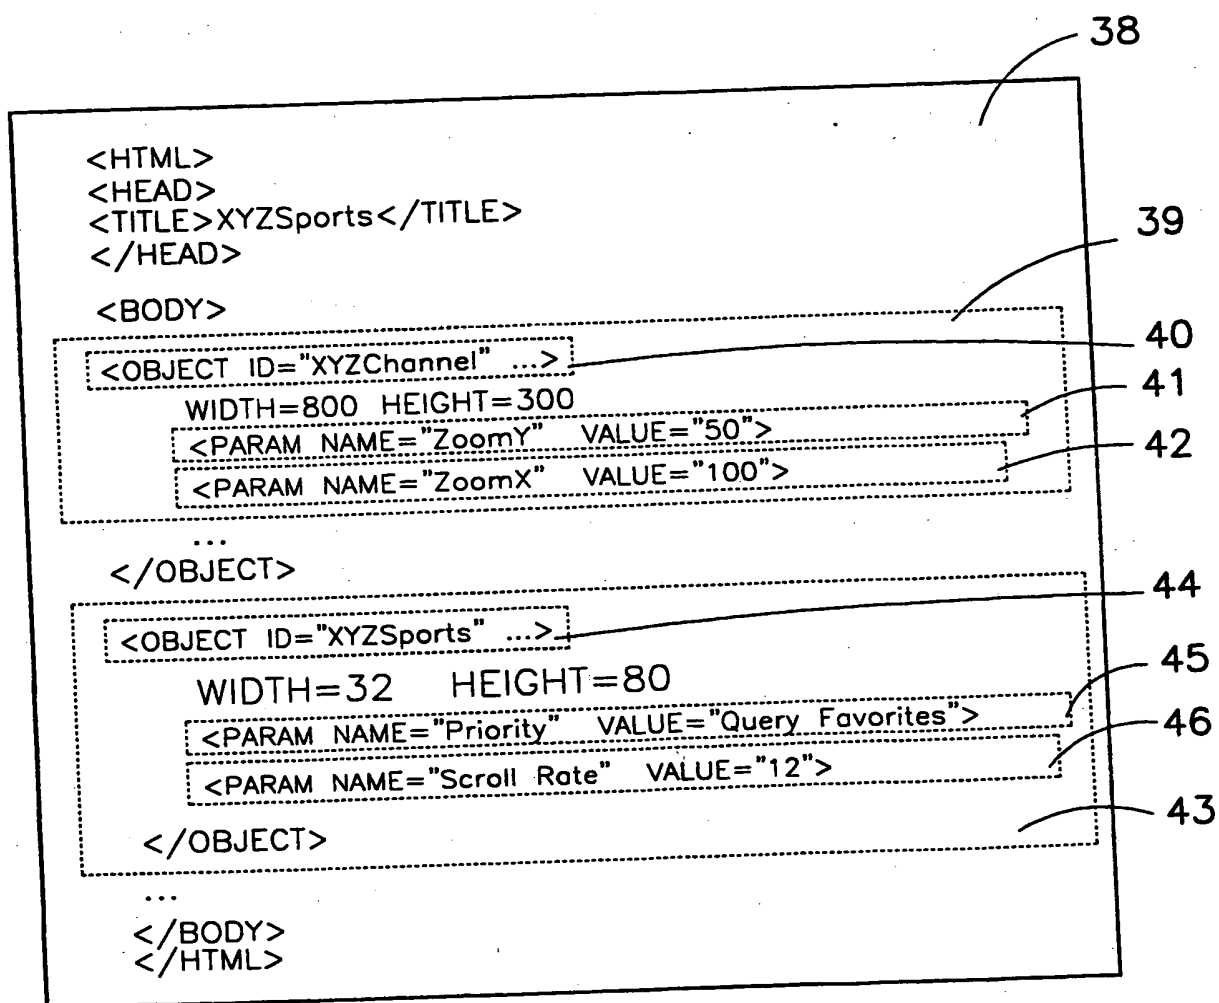 38
<HTML>
<HEAD>
<TITLE>XYZSports</TITLE>
</HEAD>
39
<BODY>
<OBJECT ID="XYZChannel" ...>
40
WIDTH=800 HEIGHT=300
41
<PARAM NAME="ZoomY" VALUE="50">
42
<PARAM NAME="ZoomX" VALUE="100">
...
</OBJECT>
44
<OBJECT ID="XYZSports" ...>
WIDTH=32 HEIGHT=80
45
<PARAM NAME="Priority" VALUE="Query Favorites">
46
<PARAM NAME="Scroll Rate" VALUE="12">
43
</OBJECT>
...
</BODY>
</HTML>